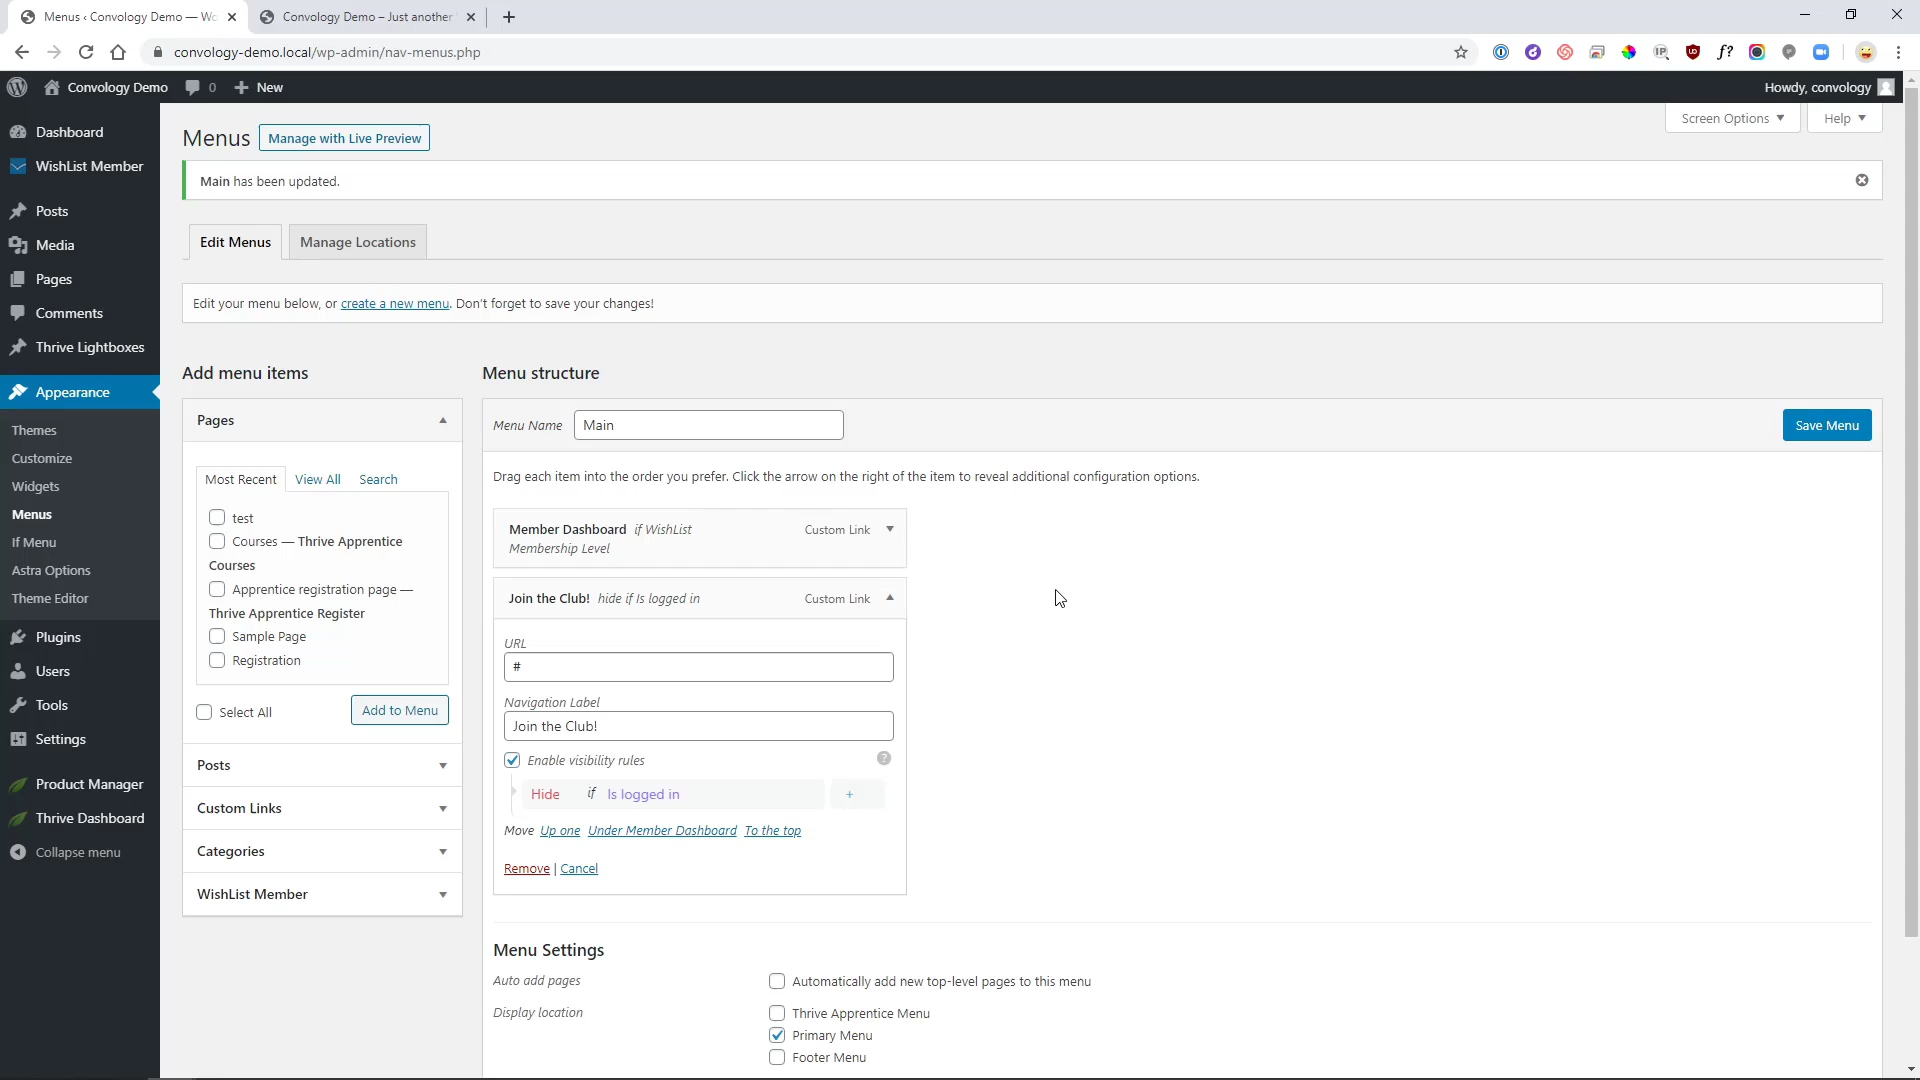 Menus ‹ Convology Demo — Wo
Convology Demo – Just another
convology-demo.local/wp-admin/nav-menus.php
Convology Demo
0
New
Howdy, convology
Dashboard
WishList Member
Posts
Media
Pages
Comments
Thrive Lightboxes
Appearance
Themes
Customize
Widgets
Menus
If Menu
Astra Options
Theme Editor
Plugins
Users
Tools
Settings
Product Manager
Thrive Dashboard
Collapse menu
Screen Options
Help
Menus
Manage with Live Preview
Main has been updated.
Edit Menus
Manage Locations
Edit your menu below, or create a new menu. Don't forget to save your changes!
Add menu items
Pages
Most Recent
View All
Search
test
Courses — Thrive Apprentice
Courses
Apprentice registration page —
Thrive Apprentice Register
Sample Page
Registration
Select All
Add to Menu
Posts
Custom Links
Categories
WishList Member
Menu structure
Menu Name
Main
Save Menu
Drag each item into the order you prefer. Click the arrow on the right of the item to reveal additional configuration options.
Member Dashboard if WishList
Membership Level
Custom Link
Join the Club! hide if Is logged in
Custom Link
URL
#
Navigation Label
Join the Club!
Enable visibility rules
?
Hide if Is logged in
+
Move Up one Under Member Dashboard To the top
Remove | Cancel
Menu Settings
Auto add pages
Automatically add new top-level pages to this menu
Display location
Thrive Apprentice Menu
Primary Menu
Footer Menu